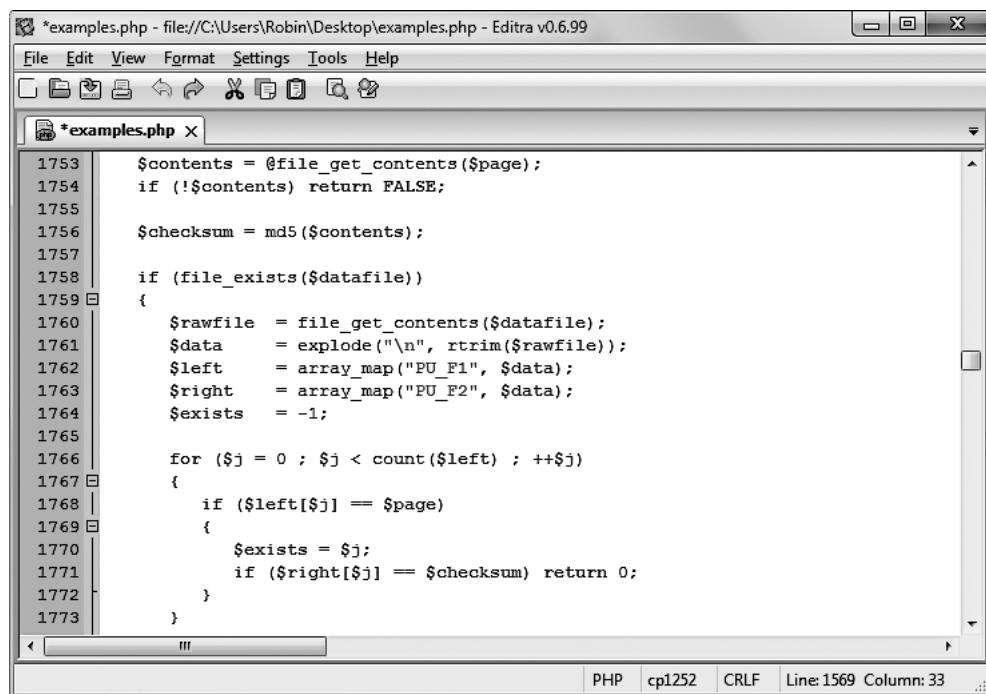 *examples.php - file://C:\Users\Robin\Desktop\examples.php - Editra v0.6.99
File Edit View Format Settings Tools Help
*examples.php
1753 $contents = @file_get_contents($page);
1754 if (!$contents) return FALSE;
1755
1756 $checksum = md5($contents);
1757
1758 if (file_exists($datafile))
1759 {
1760 $rawfile = file_get_contents($datafile);
1761 $data = explode("\n", rtrim($rawfile));
1762 $left = array_map("PU_F1", $data);
1763 $right = array_map("PU_F2", $data);
1764 $exists = -1;
1765
1766 for ($j = 0 ; $j < count($left) ; ++$j)
1767 {
1768 if ($left[$j] == $page)
1769 {
1770 $exists = $j;
1771 if ($right[$j] == $checksum) return 0;
1772 }
1773 }
PHP cp1252 CRLF Line: 1569 Column: 33